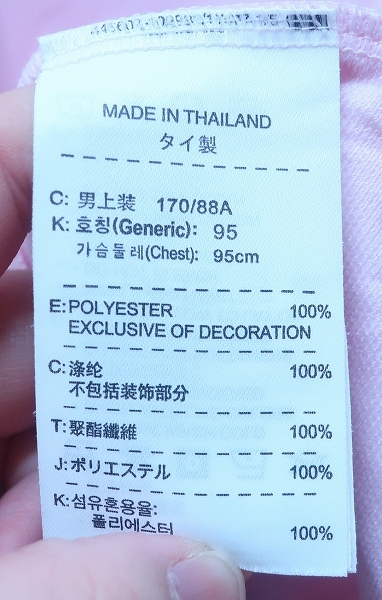 MADE IN THAILAND
タイ製
C: 男上装 170/88A
K: 호칭(Generic): 95
가슴둘레(Chest): 95cm
E: POLYESTER 100%
EXCLUSIVE OF DECORATION
C: 涤纶 100%
不包括装饰部分
T: 聚酯纖維 100%
J: ポリエステル 100%
K: 섬유혼용율:
폴리에스터 100%